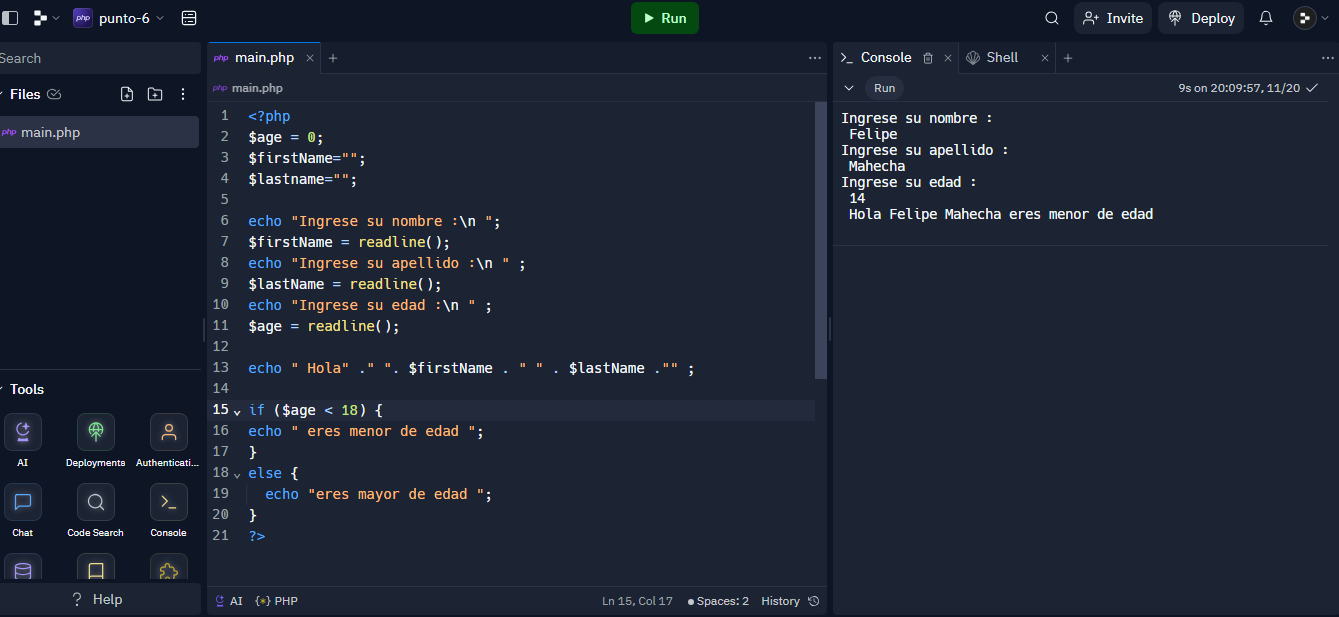 php punto-6
Run
Invite
Deploy
Search
Files
php main.php
Tools
AI
Deployments
Authenticati...
Chat
Code Search
Console
? Help
php main.php × +
php main.php
1 <?php
2 $age = 0;
3 $firstName="";
4 $lastname="";
5
6 echo "Ingrese su nombre :\n ";
7 $firstName = readline();
8 echo "Ingrese su apellido :\n " ;
9 $lastName = readline();
10 echo "Ingrese su edad :\n " ;
11 $age = readline();
12
13 echo " Hola" ." ". $firstName . " " . $lastName ."" ;
14
15 if ($age < 18) {
16 echo " eres menor de edad ";
17 }
18 else {
19 echo "eres mayor de edad ";
20 }
21 ?>
AI {*} PHP
Ln 15, Col 17 Spaces: 2 History
Console × Shell × +
Run
9s on 20:09:57, 11/20
Ingrese su nombre :
Felipe
Ingrese su apellido :
Mahecha
Ingrese su edad :
14
Hola Felipe Mahecha eres menor de edad